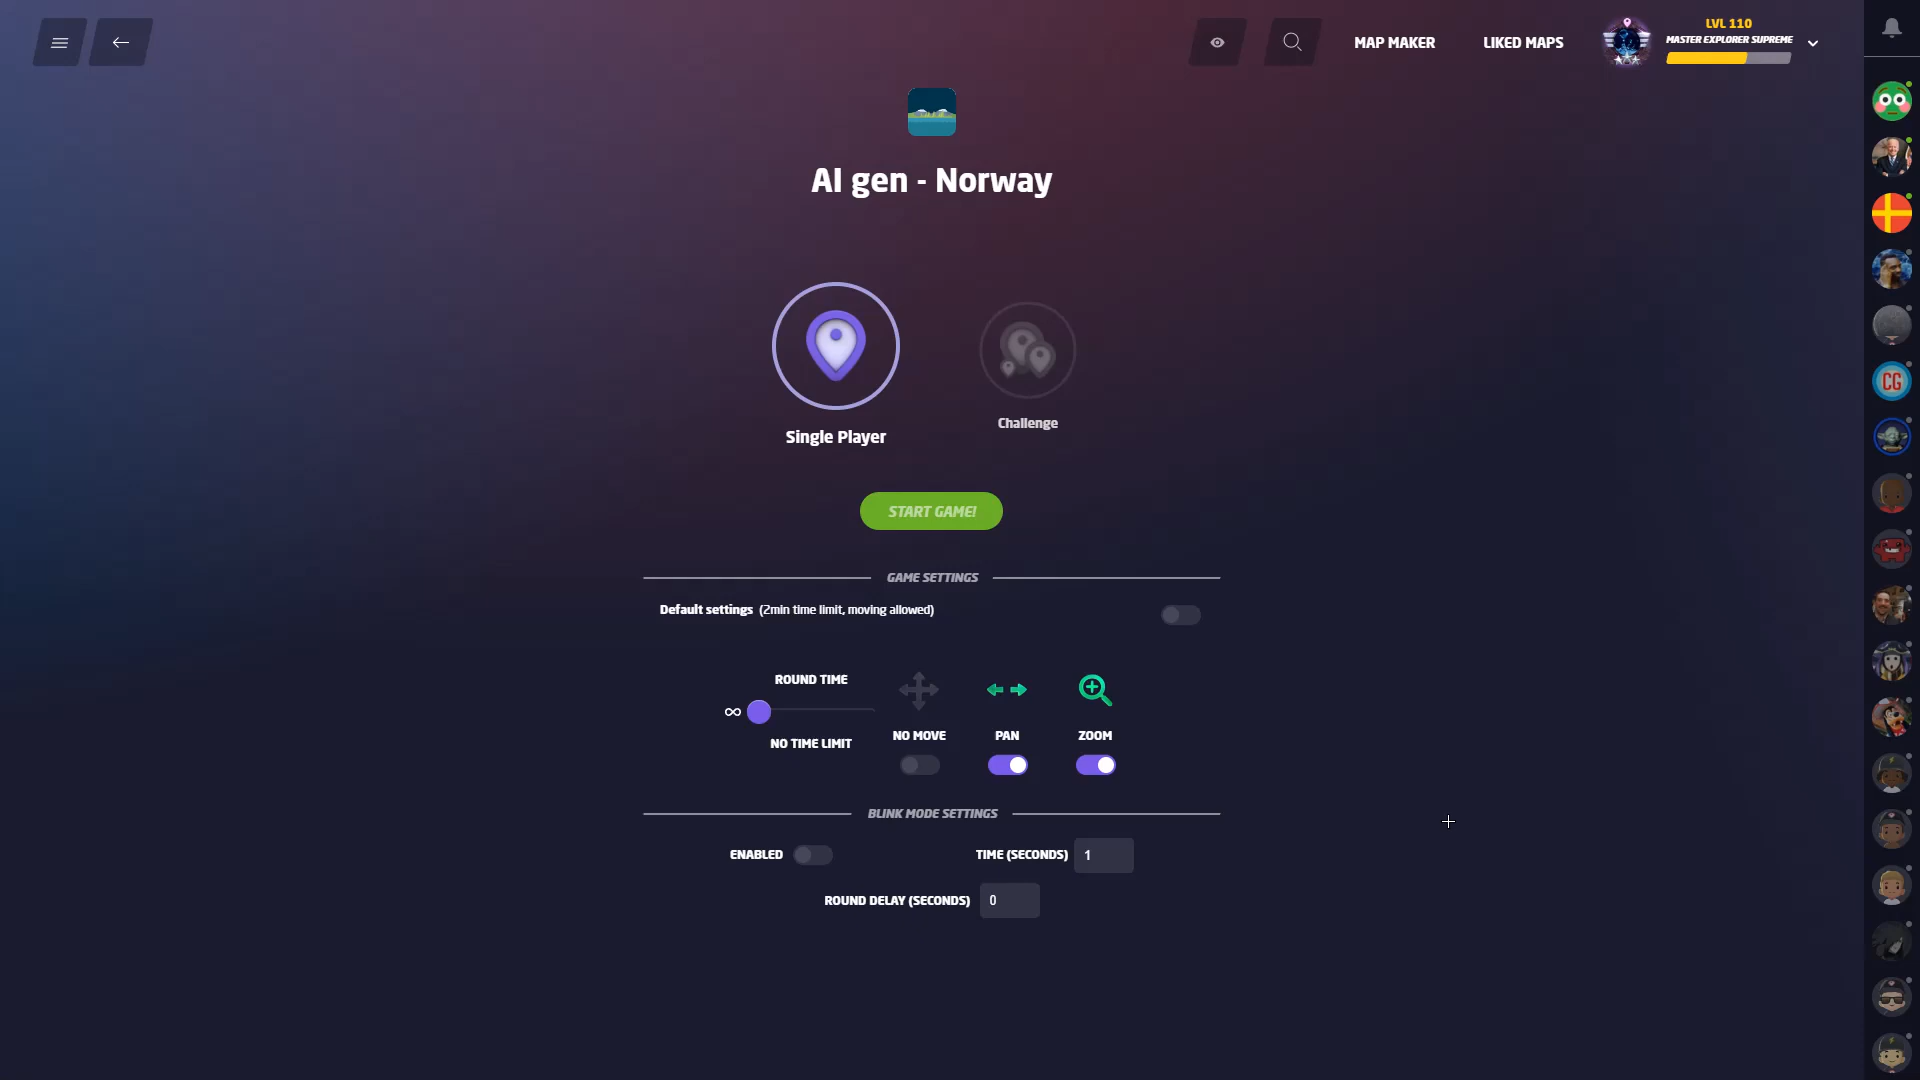 MAP MAKER
LIKED MAPS
LVL 110
MASTER EXPLORER SUPREME
CG
AI gen - Norway
Single Player
Challenge
START GAME!
GAME SETTINGS
Default settings (2min time limit, moving allowed)
ROUND TIME
∞
NO TIME LIMIT
NO MOVE
PAN
ZOOM
BLINK MODE SETTINGS
ENABLED
TIME (SECONDS) 1
ROUND DELAY (SECONDS) 0